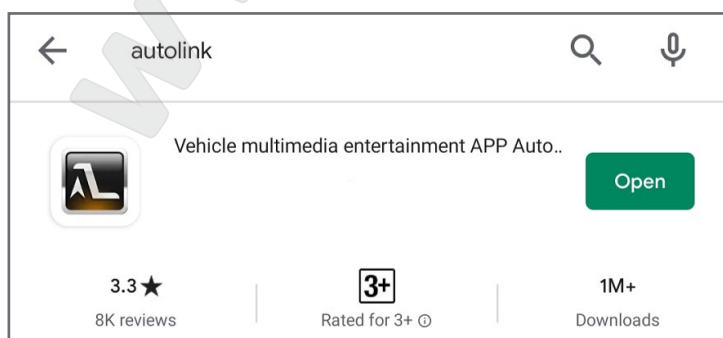 autolink
Vehicle multimedia entertainment APP Auto..
Open
3.3★
3+
1M+
8K reviews
Rated for 3+ ⓘ
Downloads